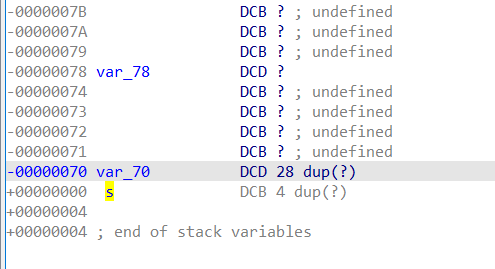 -0000007B DCB ? ; undefined
-0000007A DCB ? ; undefined
-00000079 DCB ? ; undefined
-00000078 var_78 DCD ?
-00000074 DCB ? ; undefined
-00000073 DCB ? ; undefined
-00000072 DCB ? ; undefined
-00000071 DCB ? ; undefined
-00000070 var_70 DCD 28 dup(?)
+00000000 s DCB 4 dup(?)
+00000004
+00000004 ; end of stack variables